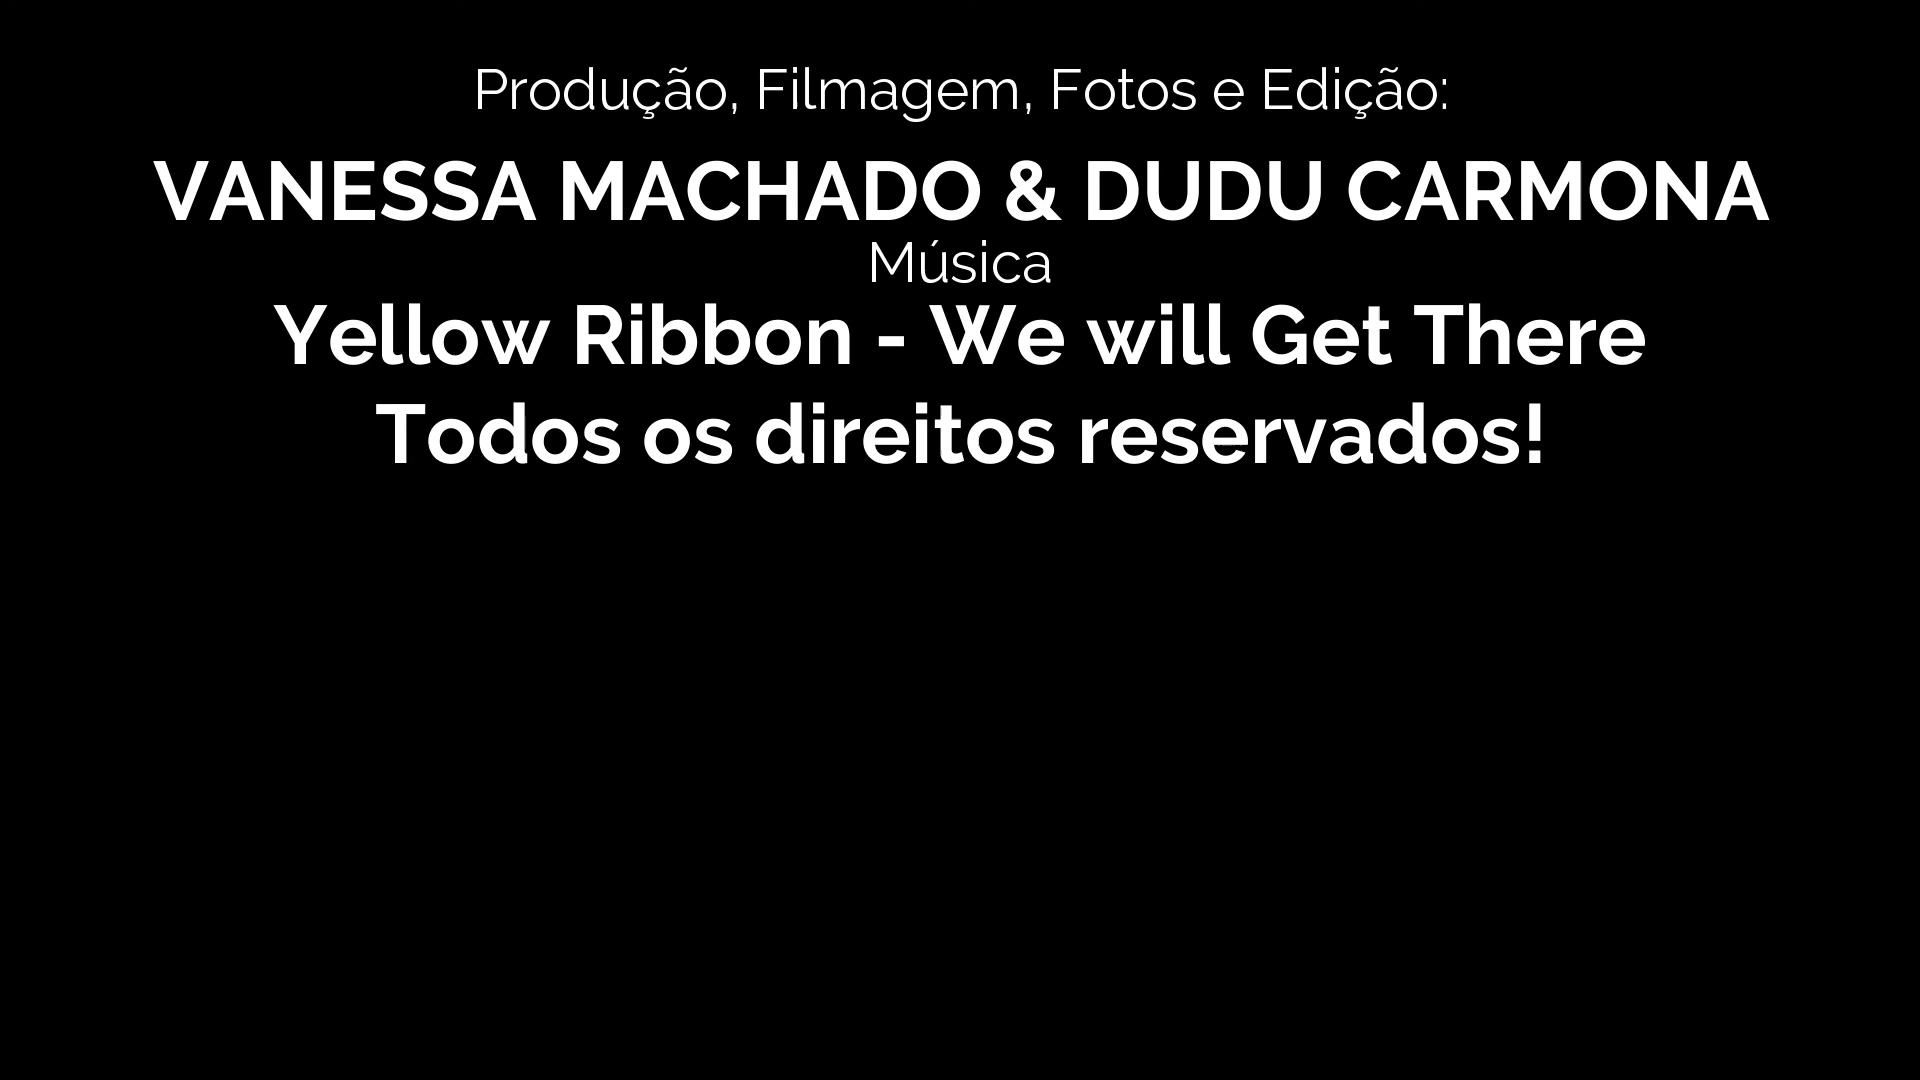 Produção, Filmagem, Fotos e Edição:
VANESSA MACHADO & DUDU CARMONA
Música
Yellow Ribbon - We will Get There
Todos os direitos reservados!